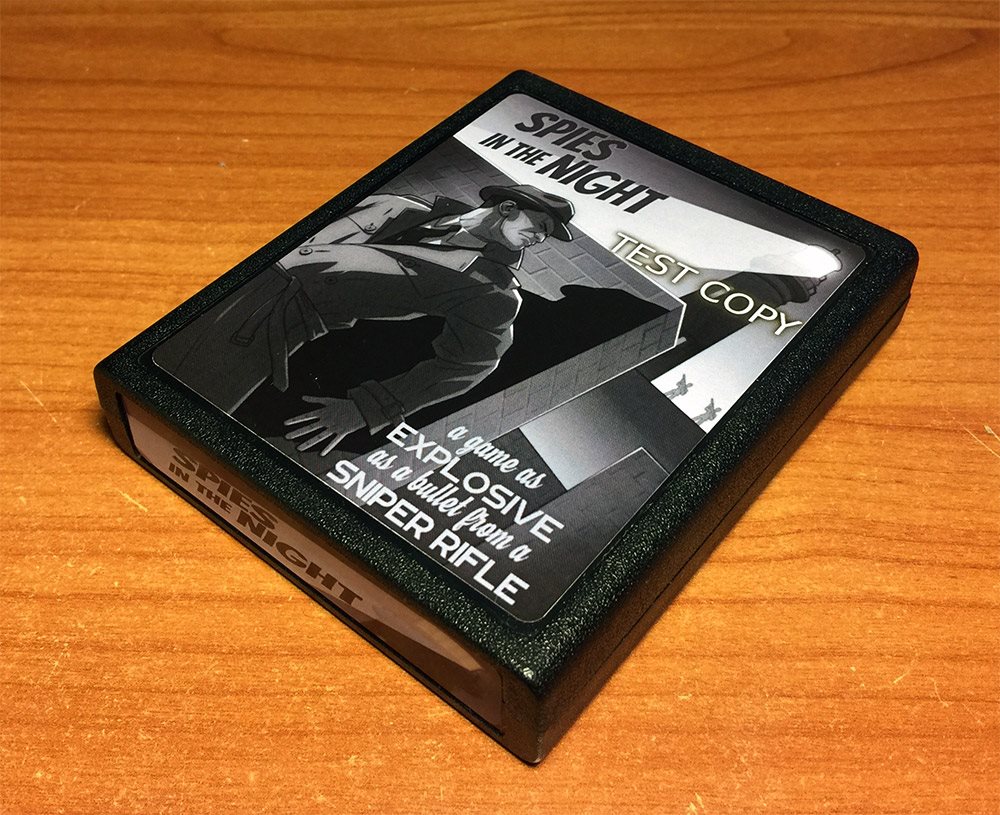 SPIES
IN THE NIGHT
TEST COPY
a game as
EXPLOSIVE
as a bullet from a
SNIPER RIFLE
SPIES
IN THE NIGHT